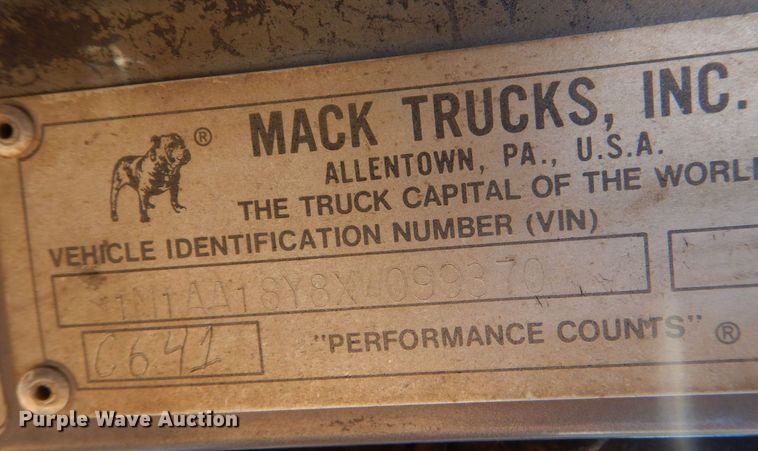 MACK TRUCKS, INC.
®
ALLENTOWN, PA., U.S.A.
THE TRUCK CAPITAL OF THE WORL
VEHICLE IDENTIFICATION NUMBER (VIN)
C641
"PERFORMANCE COUNTS" ®
Purple Wave Auction